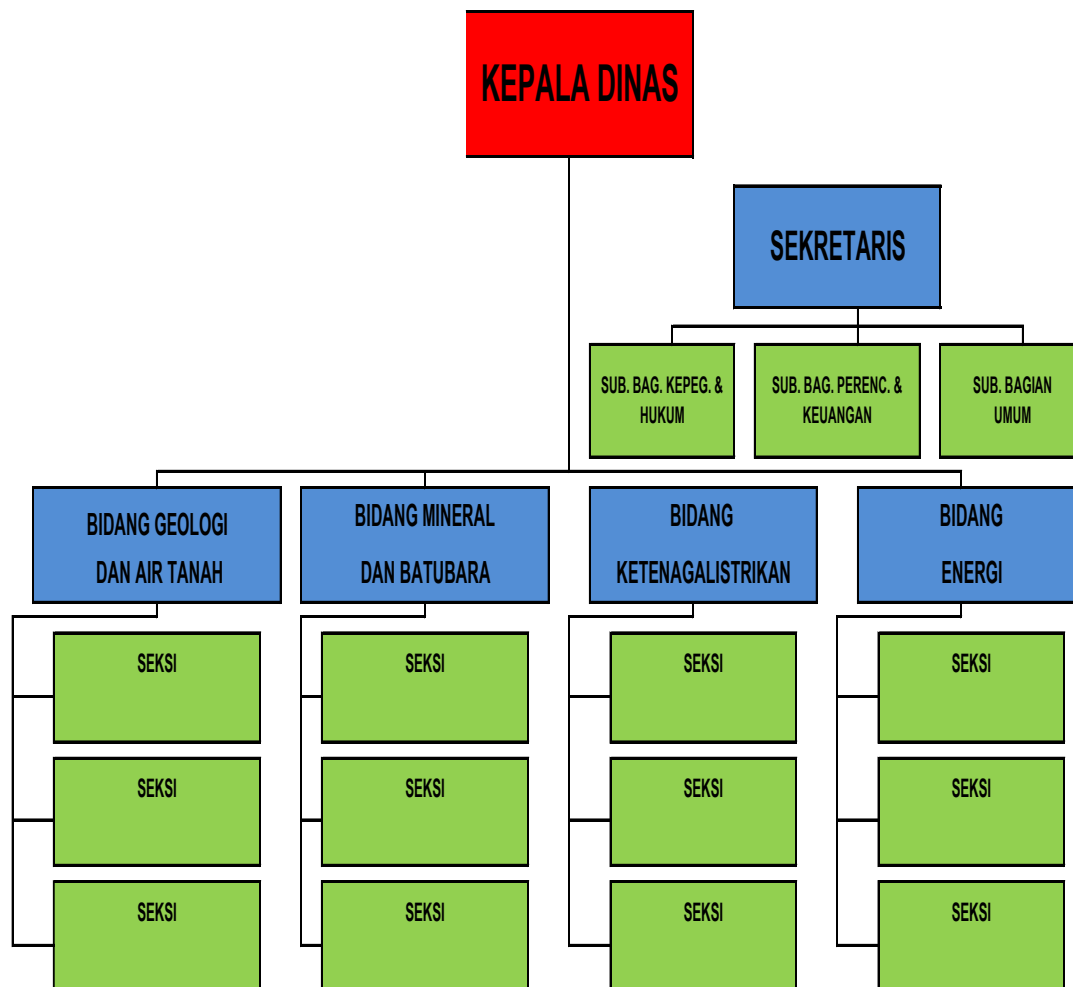 KEPALA DINAS
SEKRETARIS
SUB. BAG. KEPEG. &
HUKUM
SUB. BAG. PERENC. &
KEUANGAN
SUB. BAGIAN
UMUM
BIDANG GEOLOGI
DAN AIR TANAH
BIDANG MINERAL
DAN BATUBARA
BIDANG
KETENAGALISTRIKAN
BIDANG
ENERGI
SEKSI
SEKSI
SEKSI
SEKSI
SEKSI
SEKSI
SEKSI
SEKSI
SEKSI
SEKSI
SEKSI
SEKSI